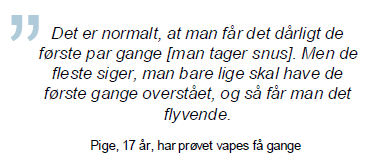 ”
Det er normalt, at man får det dårligt de
første par gange [man tager snus]. Men de
fleste siger, man bare lige skal have de
første gange overstået, og så får man det
flyvende.
Pige, 17 år, har prøvet vapes få gange